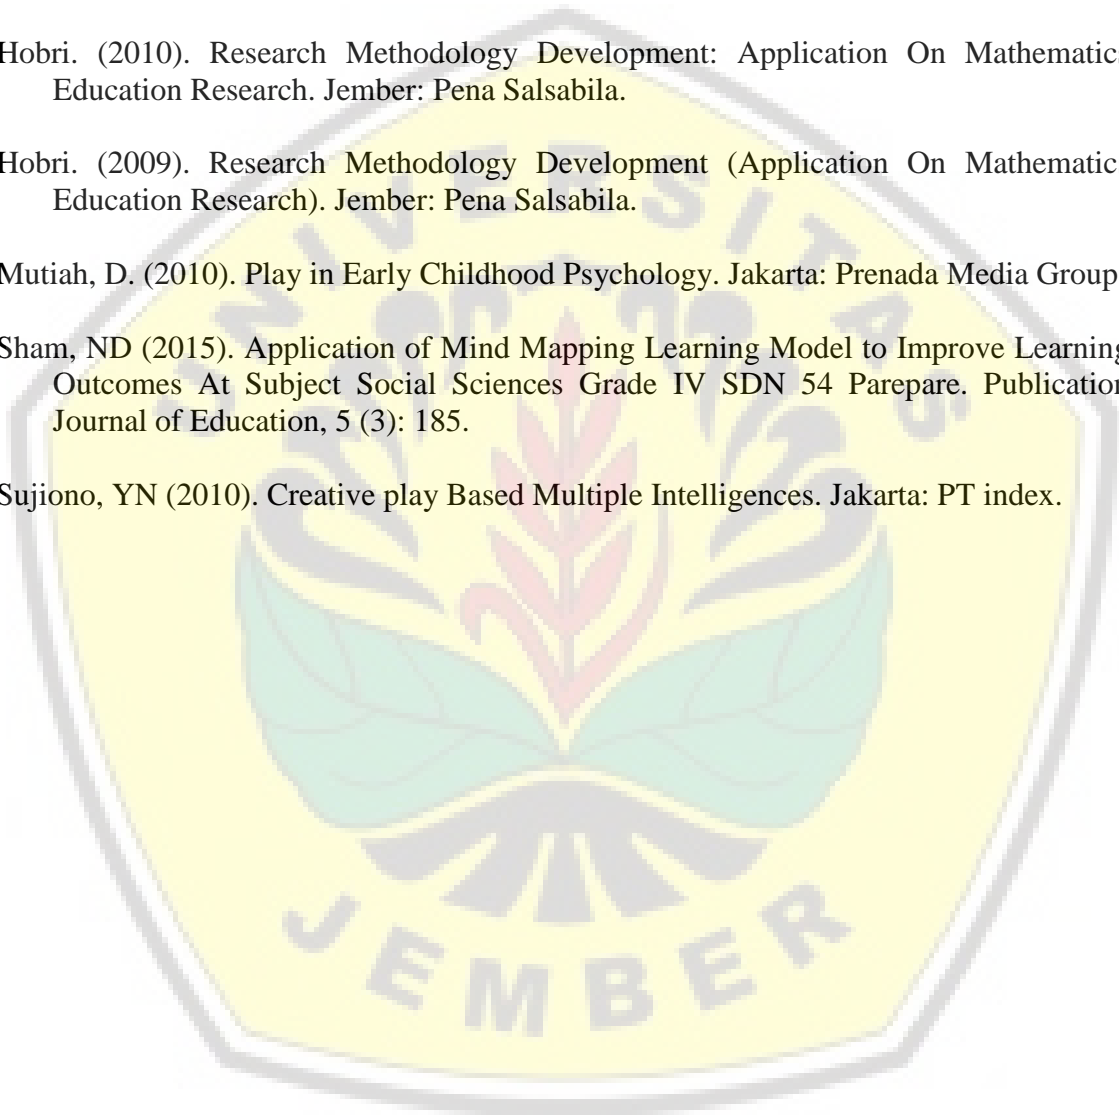 Hobri. (2010). Research Methodology Development: Application On Mathematic
Education Research. Jember: Pena Salsabila.
Hobri. (2009). Research Methodology Development (Application On Mathematic
Education Research). Jember: Pena Salsabila.
Mutiah, D. (2010). Play in Early Childhood Psychology. Jakarta: Prenada Media Group
Sham, ND (2015). Application of Mind Mapping Learning Model to Improve Learning
Outcomes At Subject Social Sciences Grade IV SDN 54 Parepare. Publication
Journal of Education, 5 (3): 185.
Sujiono, YN (2010). Creative play Based Multiple Intelligences. Jakarta: PT index.
UNIVERSITAS
JEMBER